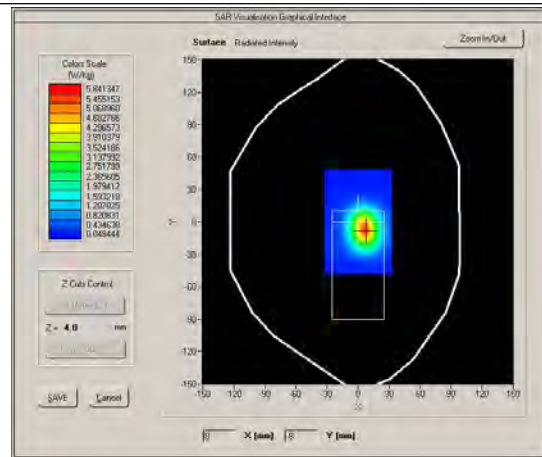 SAR Visualisation Graphical Interface
Surface Radiated Intensity
Zoom In/Out
Colors Scale
(W/kg)
5.841347
5.455153
5.068960
4.682766
4.296573
3.910379
3.524186
3.137992
2.751799
2.365605
1.979412
1.593218
1.207025
0.820831
0.434638
0.048444
Z Cuts Control
Z = 4.0 mm
SAVE
Cancel
150
120
90
60
30
0
-30
-60
-90
-120
-150
Y
-150 -120 -90 -60 -30 0 30 60 90 120 150
X
8 X (mm) -8 Y (mm)